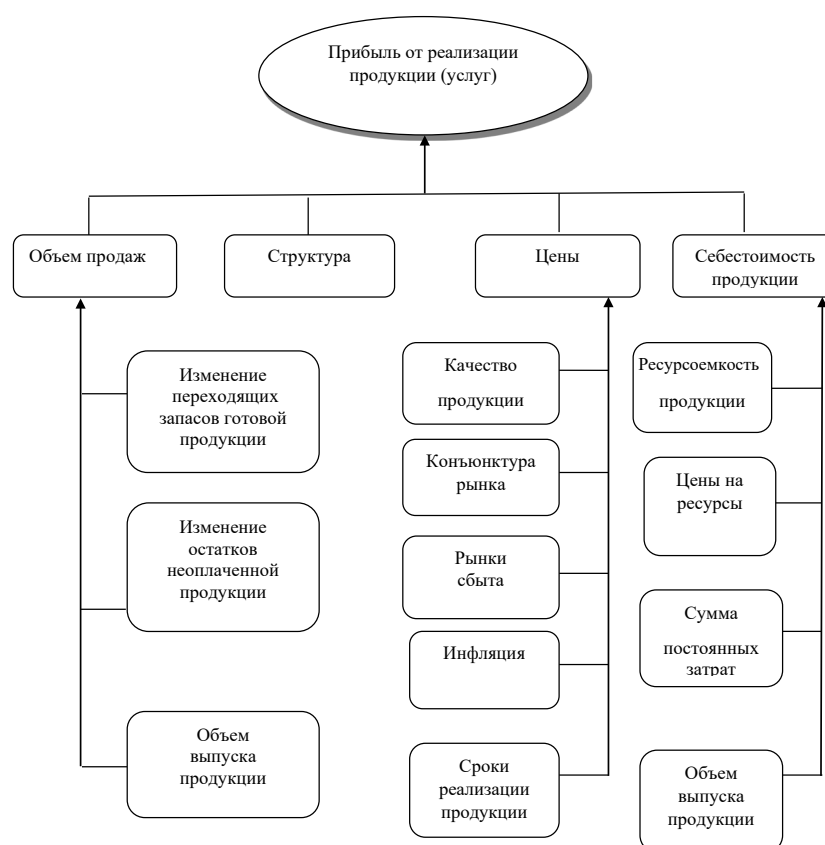 Прибыль от реализации
продукции (услуг)
Объем продаж
Структура
Цены
Себестоимость
продукции
Изменение
переходящих
запасов готовой
продукции
Изменение
остатков
неоплаченной
продукции
Объем
выпуска
продукции
Качество
продукции
Конъюнктура
рынка
Рынки
сбыта
Инфляция
Сроки
реализации
продукции
Ресурсоемкость
продукции
Цены на
ресурсы
Сумма
постоянных
затрат
Объем
выпуска
продукции